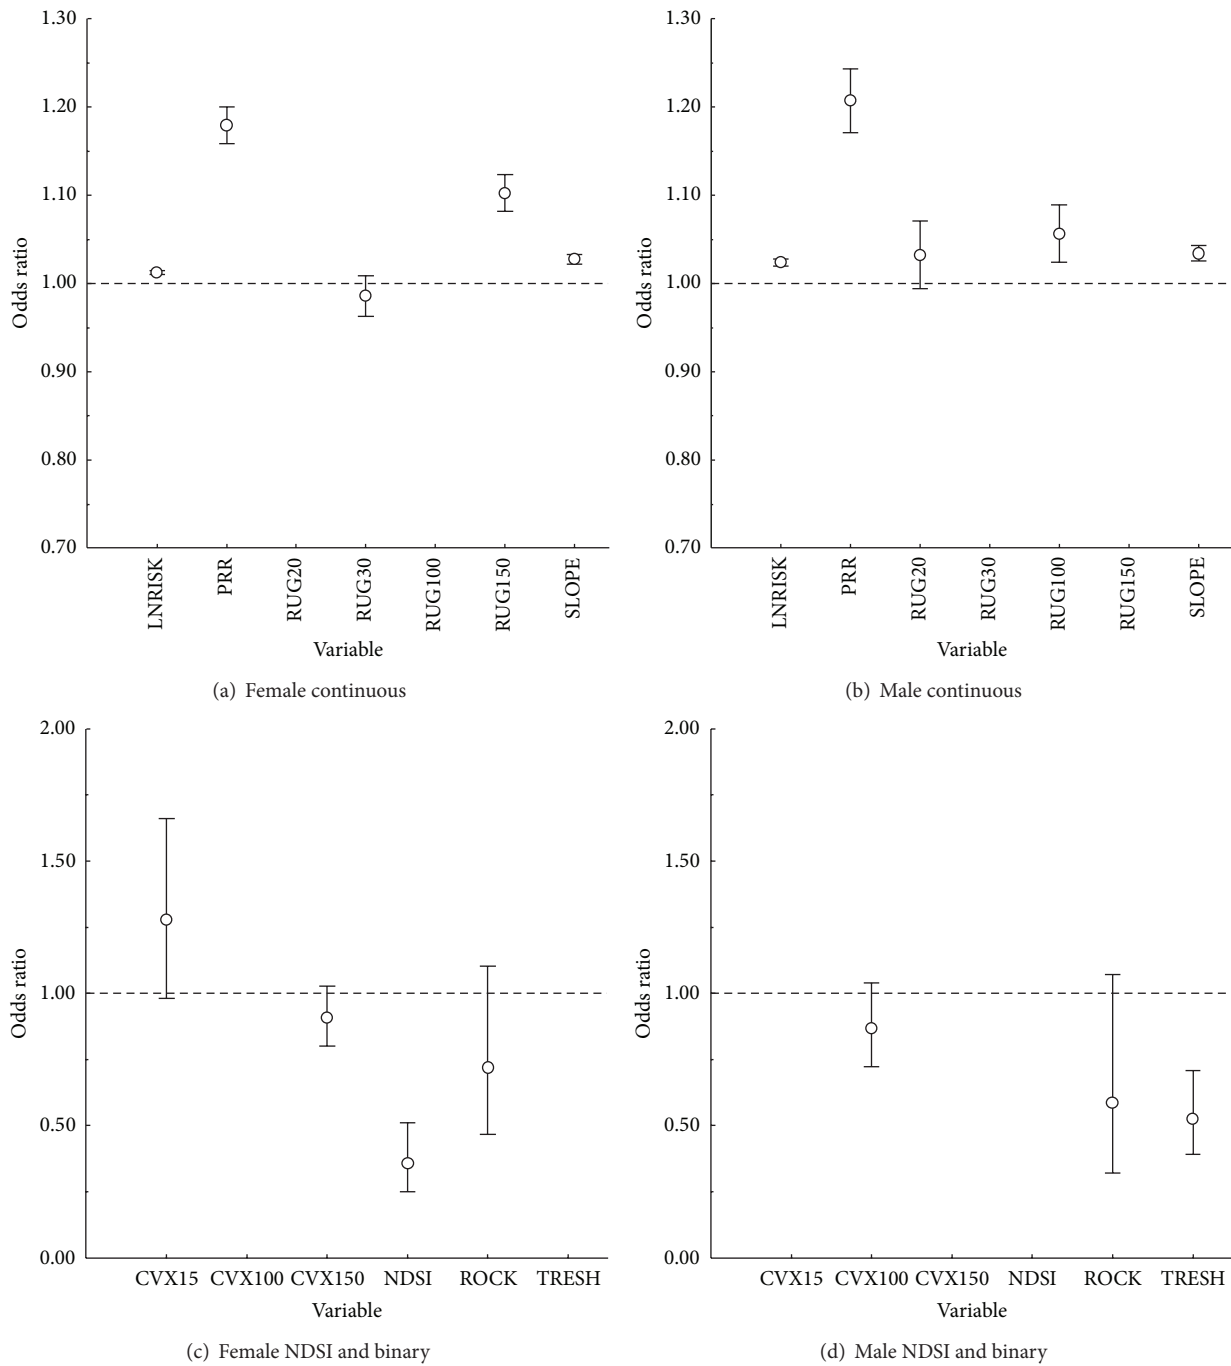 1.30
1.20
1.10
1.00
0.90
0.80
0.70
Odds ratio
LNRISK
PRR
RUG20
RUG30
RUG100
RUG150
SLOPE
Variable
(a) Female continuous
1.30
1.20
1.10
1.00
0.90
0.80
0.70
Odds ratio
LNRISK
PRR
RUG20
RUG30
RUG100
RUG150
SLOPE
Variable
(b) Male continuous
2.00
1.50
1.00
0.50
0.00
Odds ratio
CVX15 CVX100 CVX150 NDSI ROCK TRESH
Variable
(c) Female NDSI and binary
2.00
1.50
1.00
0.50
0.00
Odds ratio
CVX15 CVX100 CVX150 NDSI ROCK TRESH
Variable
(d) Male NDSI and binary